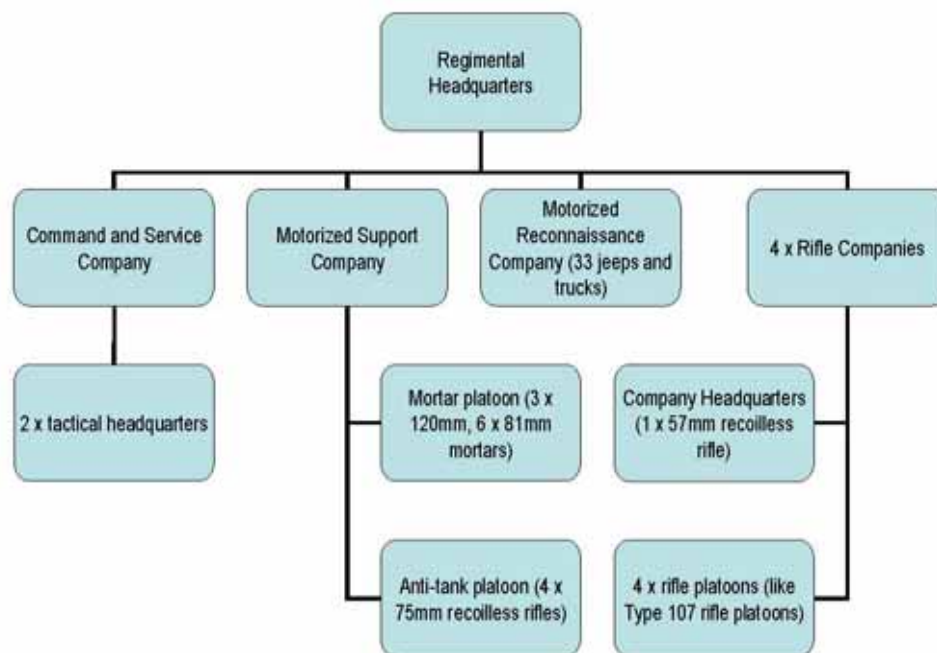 Regimental
Headquarters
Command and Service
Company
Motorized Support
Company
Motorized
Reconnaissance
Company (33 jeeps and
trucks)
4 x Rifle Companies
2 x tactical headquarters
Mortar platoon (3 x
120mm, 6 x 81mm
mortars)
Company Headquarters
(1 x 57mm recoilless
rifle)
Anti-tank platoon (4 x
75mm recoilless rifles)
4 x rifle platoons (like
Type 107 rifle platoons)